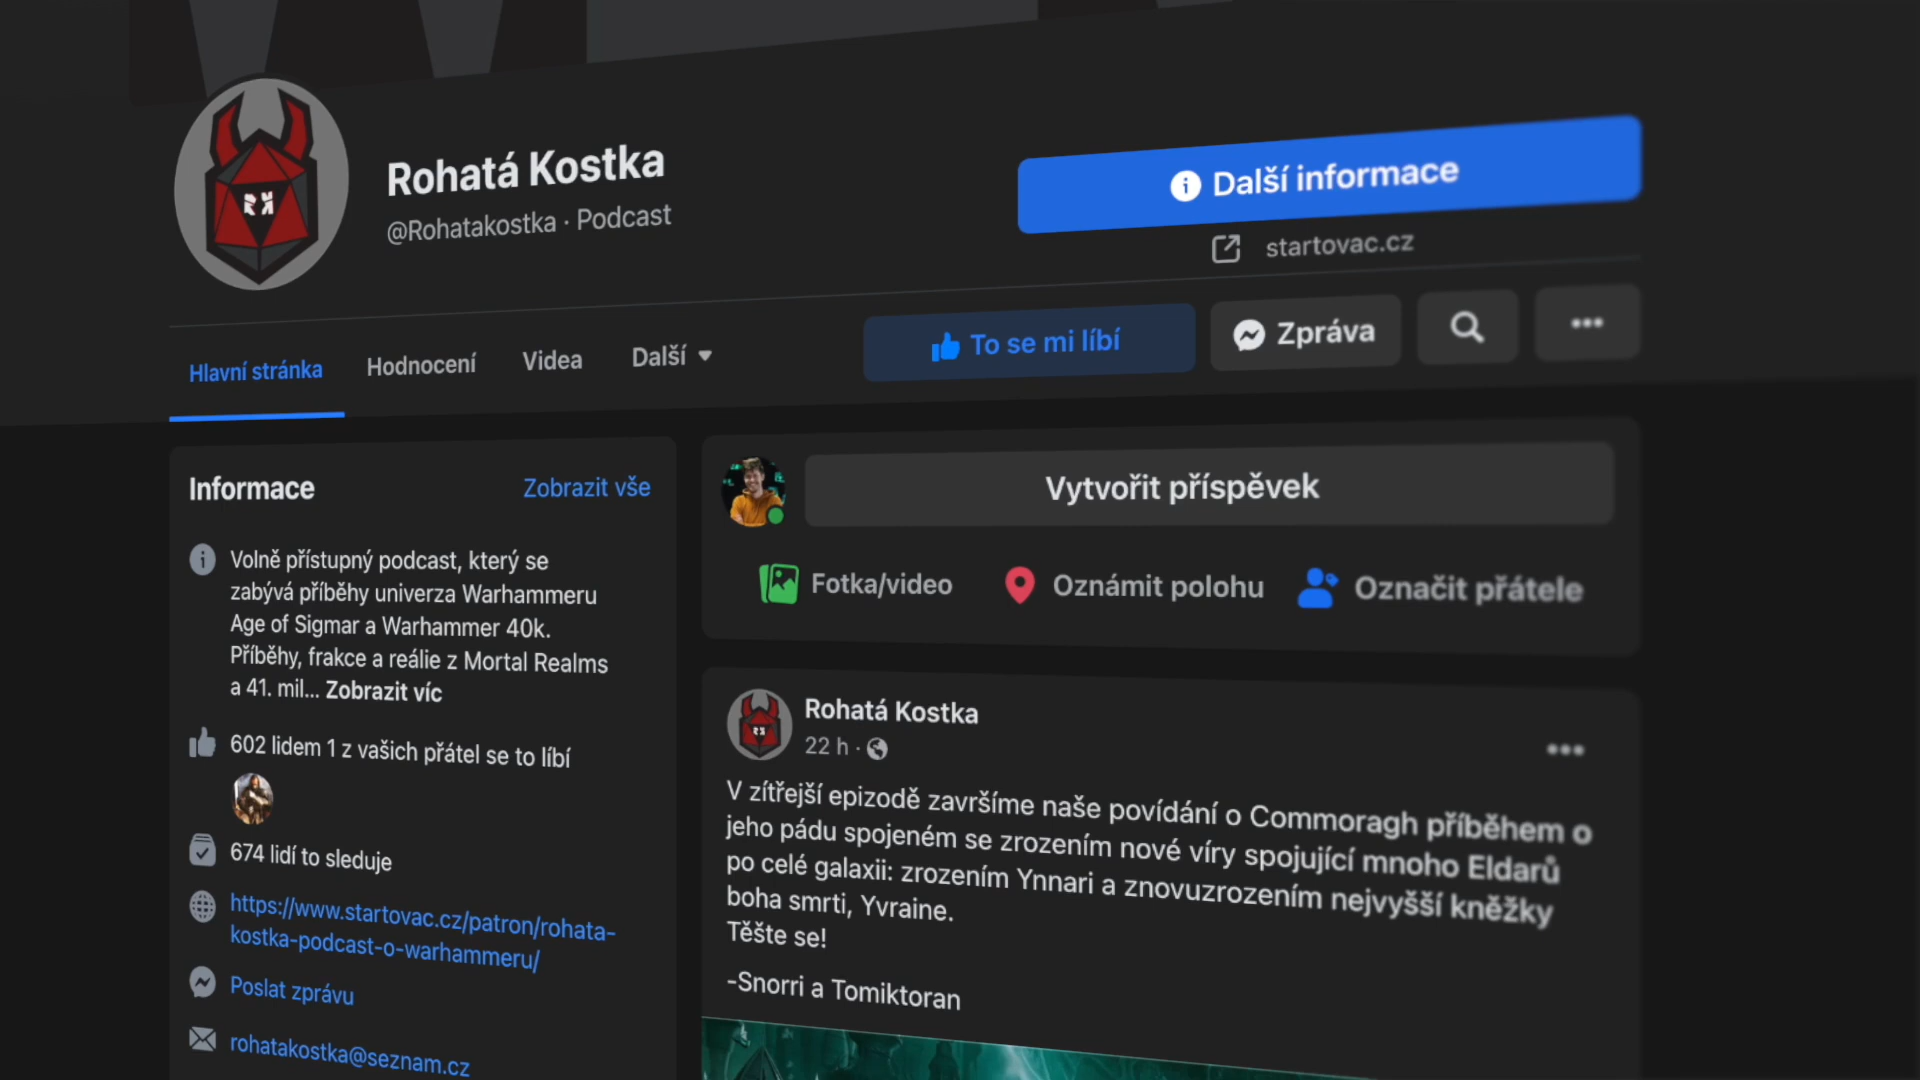 Rohatá Kostka
@Rohatakostka · Podcast
Další informace
startovac.cz
Hlavní stránka
Hodnocení
Videa
Další
To se mi líbí
Zpráva
Informace
Zobrazit vše
Volně přístupný podcast, který se
zabývá příběhy univerza Warhammeru
Age of Sigmar a Warhammer 40k.
Příběhy, frakce a reálie z Mortal Realms
a 41. mil... Zobrazit víc
602 lidem 1 z vašich přátel se to líbí
674 lidí to sleduje
https://www.startovac.cz/patron/rohata-
kostka-podcast-o-warhammeru/
Poslat zprávu
rohatakostka@seznam.cz
Vytvořit příspěvek
Fotka/video
Oznámit polohu
Označit přátele
Rohatá Kostka
22 h ·
V zítřejší epizodě završíme naše povídání o Commoragh příběhem o
jeho pádu spojeném se zrozením nové víry spojující mnoho Eldarů
po celé galaxii: zrozením Ynnari a znovuzrozením nejvyšší kněžky
boha smrti, Yvraine.
Těšte se!
-Snorri a Tomiktoran